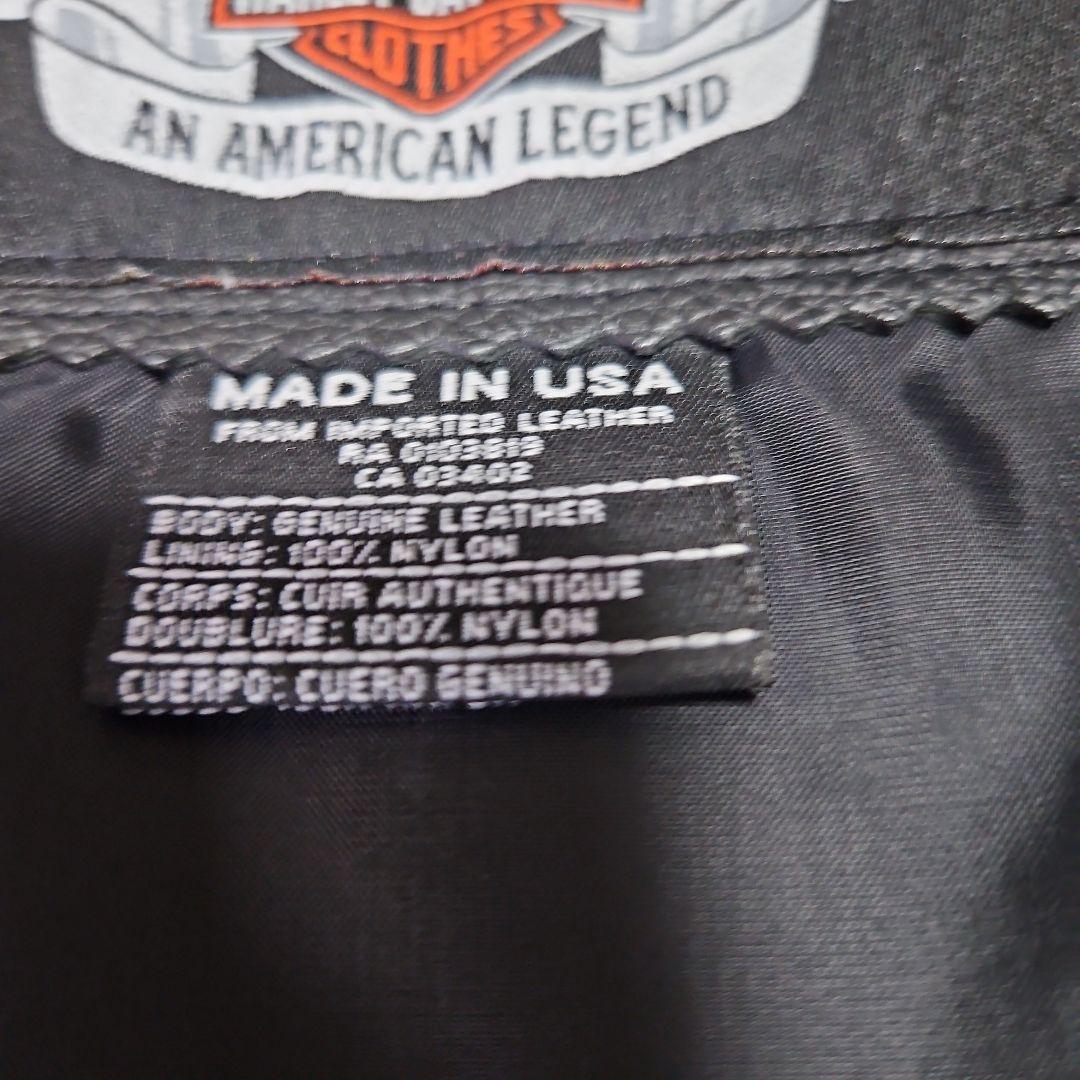 CLOTHES
AN AMERICAN LEGEND
MADE IN USA
FROM IMPORTED LEATHER
RA
CA 03402
BODY: GENUINE LEATHER
LINING: 100% NYLON
CORPS: CUIR AUTHENTIQUE
DOUBLURE: 100% NYLON
CUERPO: CUERO GENUINO